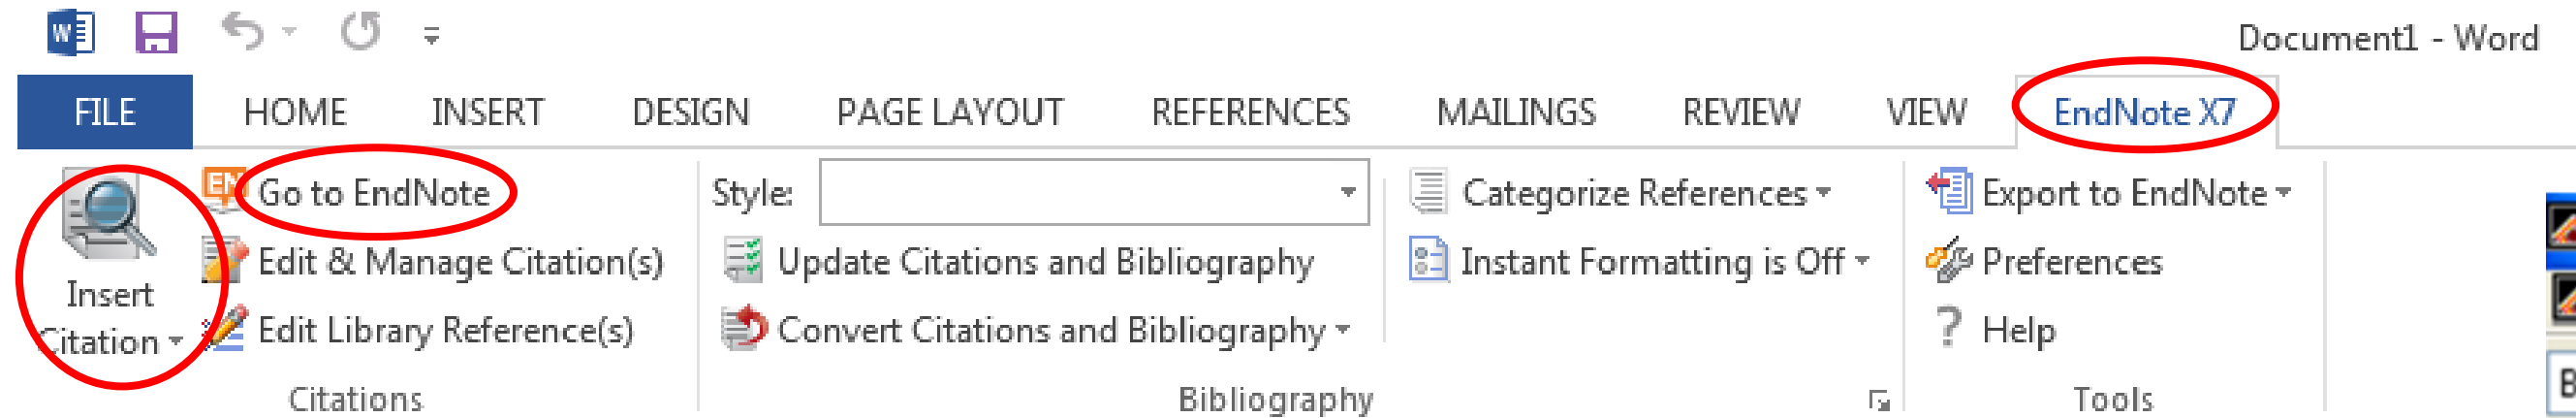 Document1 - Word
FILE HOME INSERT DESIGN PAGE LAYOUT REFERENCES MAILINGS REVIEW VIEW EndNote X7
EN Go to EndNote
Insert Citation
Edit & Manage Citation(s)
Edit Library Reference(s)
Citations
Style:
Update Citations and Bibliography
Convert Citations and Bibliography
Categorize References
Instant Formatting is Off
Bibliography
Export to EndNote
Preferences
? Help
Tools